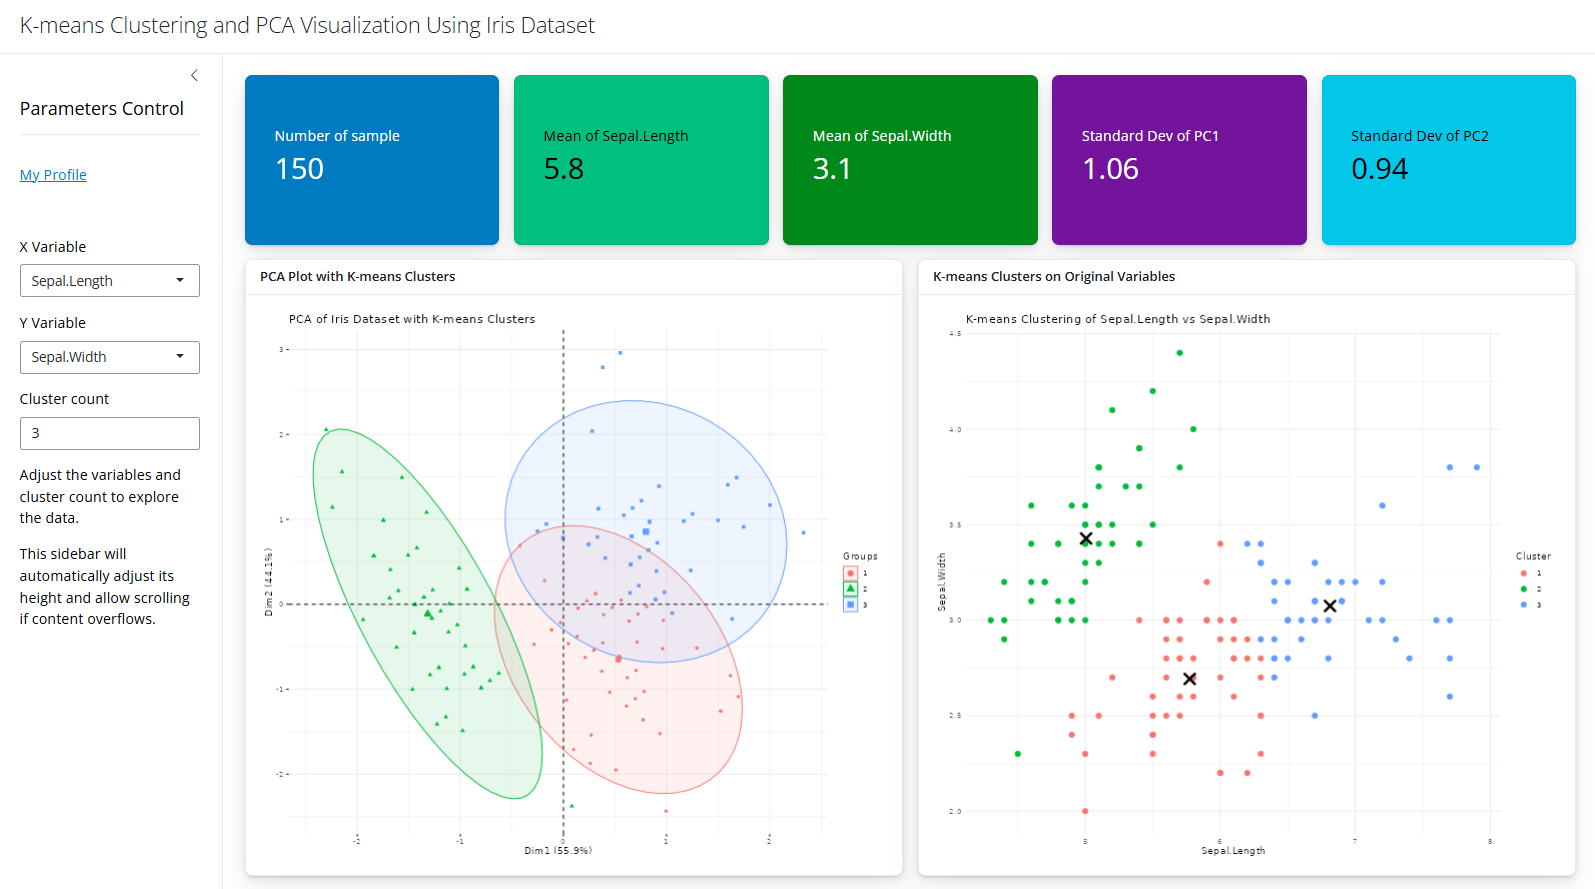 K-means Clustering and PCA Visualization Using Iris Dataset
Parameters Control
My Profile
X Variable
Sepal.Length
Y Variable
Sepal.Width
Cluster count
3
Adjust the variables and
cluster count to explore
the data.
This sidebar will
automatically adjust its
height and allow scrolling
if content overflows.
Number of sample
150
Mean of Sepal.Length
5.8
Mean of Sepal.Width
3.1
Standard Dev of PC1
1.06
Standard Dev of PC2
0.94
PCA Plot with K-means Clusters
PCA of Iris Dataset with K-means Clusters
3
2
1
0
-1
-2
Dim2 (44.1%)
-2
-1
0
1
2
Dim1 (55.9%)
Groups
1
2
3
K-means Clusters on Original Variables
K-means Clustering of Sepal.Length vs Sepal.Width
4.5
4.0
3.5
3.0
2.5
2.0
Sepal.Width
5
6
7
8
Sepal.Length
Cluster
1
2
3